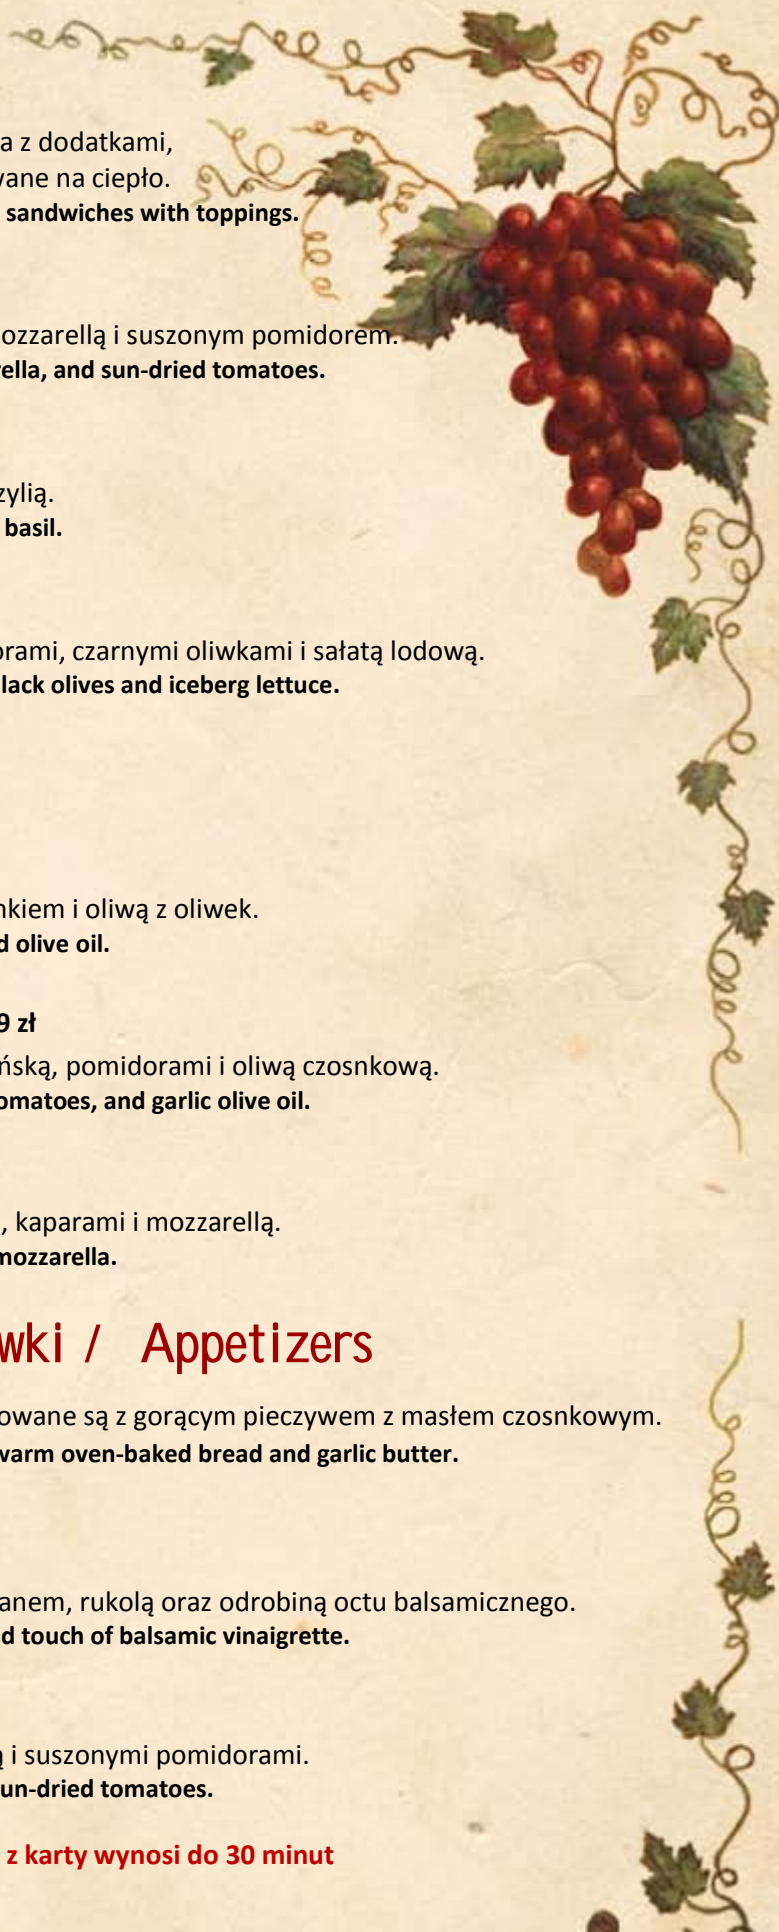 a z dodatkami,
wane na ciepło.
sandwiches with toppings.
ozzarellą i suszonym pomidorem.
ella, and sun-dried tomatoes.
zylią.
basil.
orami, czarnymi oliwkami i sałatą lodową.
lack olives and iceberg lettuce.
nkiem i oliwą z oliwek.
d olive oil.
9 zł
ńską, pomidorami i oliwą czosnkową.
omatoes, and garlic olive oil.
, kaparami i mozzarellą.
mozzarella.
wki / Appetizers
owane są z gorącym pieczywem z masłem czosnkowym.
warm oven-baked bread and garlic butter.
anem, rukolą oraz odrobiną octu balsamicznego.
d touch of balsamic vinaigrette.
ą i suszonymi pomidorami.
un-dried tomatoes.
z karty wynosi do 30 minut